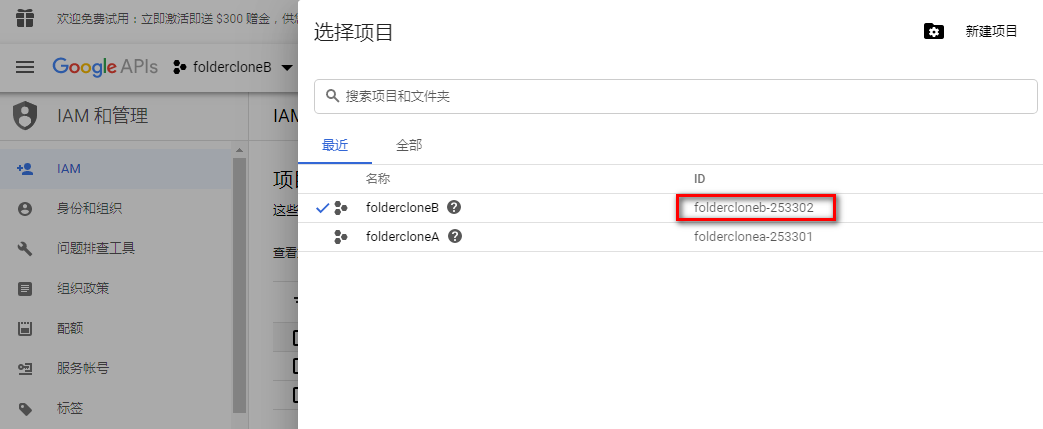 欢迎免费试用：立即激活即送 $300 赠金，供
选择项目
新建项目
Google APIs
foldercloneB
搜索项目和文件夹
IAM 和管理
IAM
最近
全部
IAM
名称
ID
项
这些
foldercloneB
foldercloneb-253302
身份和组织
foldercloneA
folderclonea-253301
问题排查工具
查看
组织政策
配额
服务帐号
标签